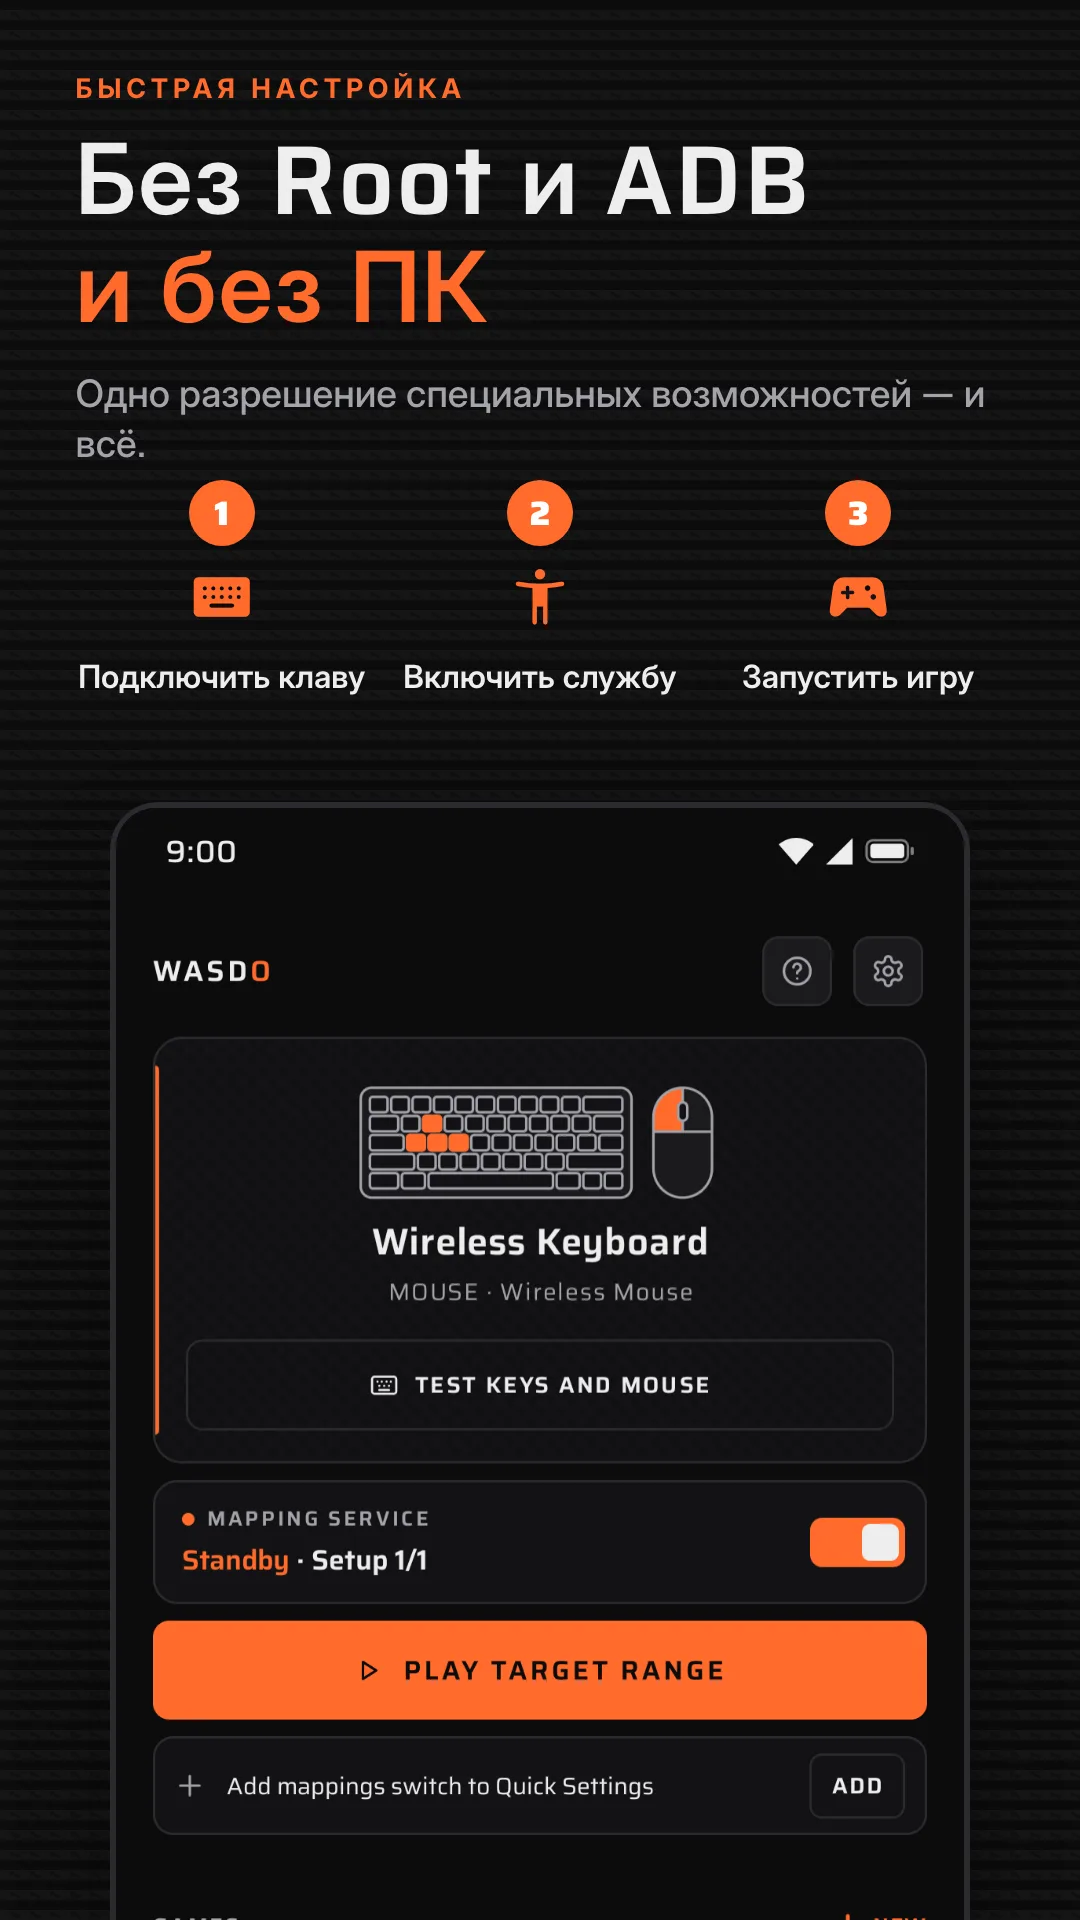 БЫСТРАЯ НАСТРОЙКА
Без Root и ADB
и без ПК
Одно разрешение специальных возможностей — и
всё.
1 2 3
Подключить клаву Включить службу Запустить игру
9:00
WASDO
Wireless Keyboard
MOUSE · Wireless Mouse
TEST KEYS AND MOUSE
MAPPING SERVICE
Standby · Setup 1/1
PLAY TARGET RANGE
Add mappings switch to Quick Settings ADD